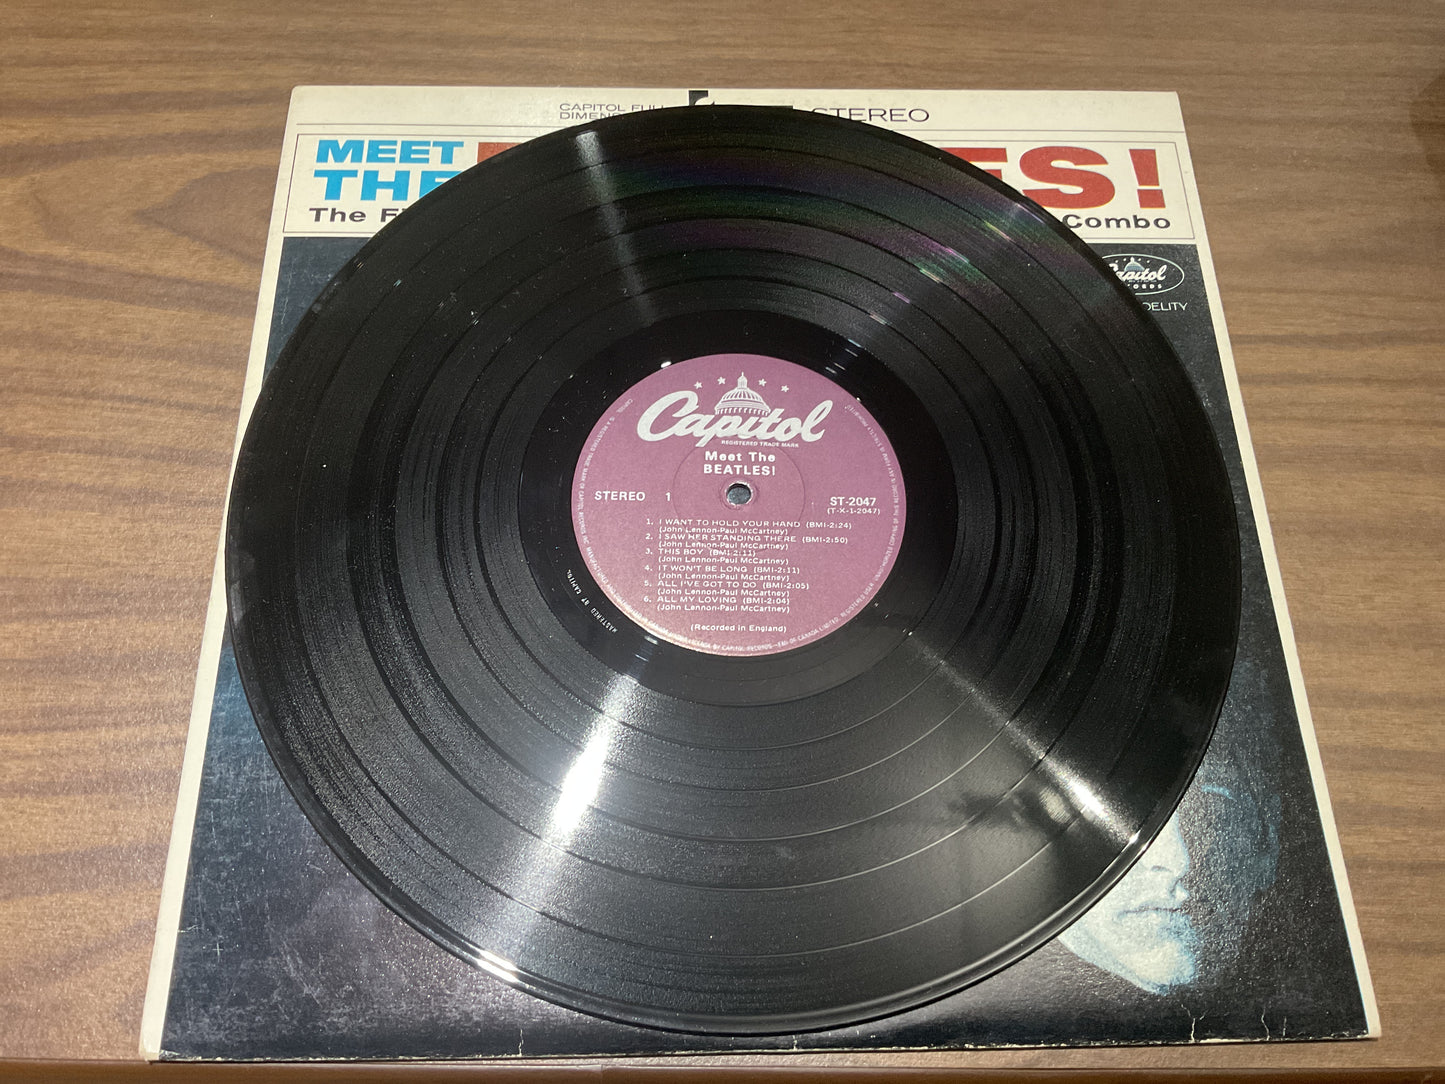 CAPITOL FULL
STEREO
MEET
THE
ES!
The
Combo
Capitol
Capitol
REGISTERED TRADE MARK
Meet The
BEATLES!
STEREO 1
ST-2047
(T-X-1-2047)
1. I WANT TO HOLD YOUR HAND (BMI-2:24)
(John Lennon-Paul McCartney)
2. I SAW HER STANDING THERE (BMI-2:50)
(John Lennon-Paul McCartney)
3. THIS BOY (BMI-2:11)
(John Lennon-Paul McCartney)
4. IT WON'T BE LONG (BMI-2:11)
(John Lennon-Paul McCartney)
5. ALL I'VE GOT TO DO (BMI-2:05)
(John Lennon-Paul McCartney)
6. ALL MY LOVING (BMI-2:04)
(John Lennon-Paul McCartney)
(Recorded in England)
MASTERED BY CAPITOL